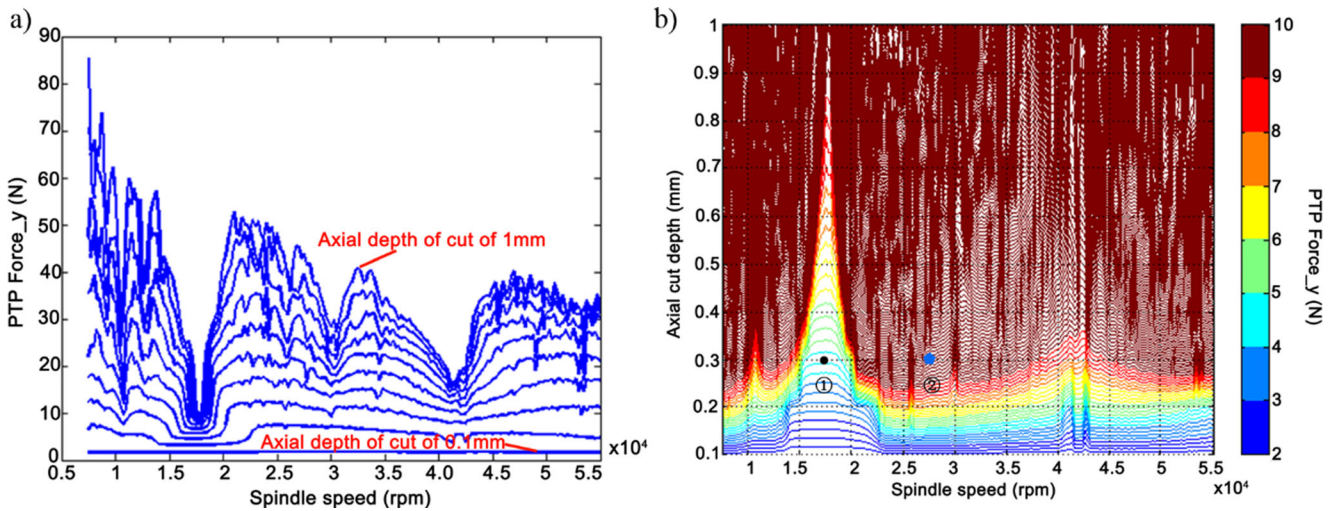 a)
PTP Force_y (N)
90
80
70
60
50
40
30
20
10
0
Axial depth of cut of 1mm
Axial depth of cut of 0.1mm
0.5 1 1.5 2 2.5 3 3.5 4 4.5 5 5.5
×10⁴
Spindle speed (rpm)
b)
Axial cut depth (mm)
1
0.9
0.8
0.7
0.6
0.5
0.4
0.3
0.2
0.1
① ②
1 1.5 2 2.5 3 3.5 4 4.5 5 5.5
Spindle speed (rpm)
×10⁴
10
9
8
7
6
5
4
3
2
PTP Force_y (N)